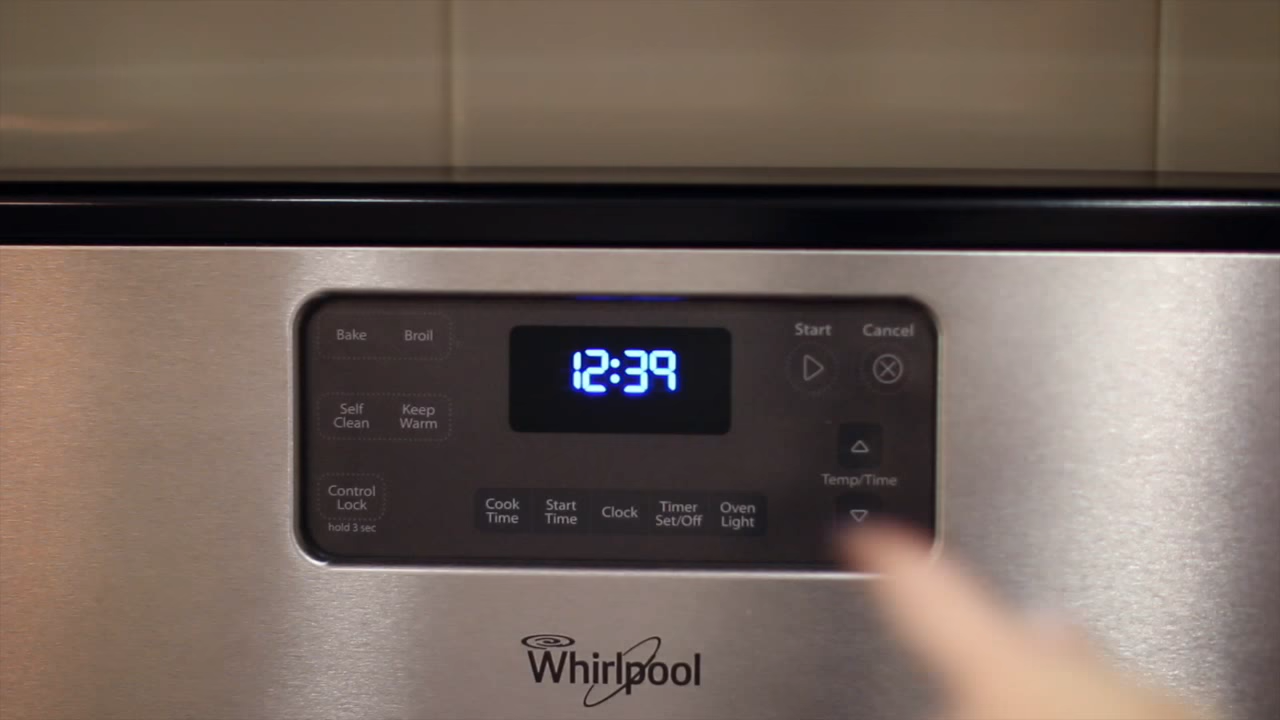 Bake Broil
12:39
Start Cancel
Self Clean
Keep Warm
Temp/Time
Control Lock
hold 3 sec
Cook Time
Start Time
Clock
Timer Set/Off
Oven Light
Whirlpool